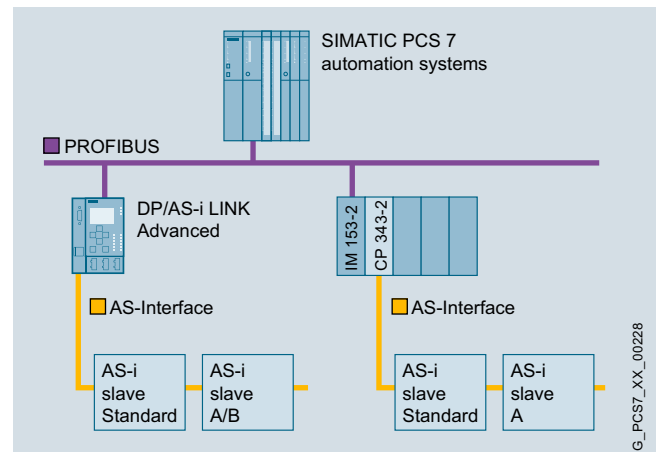 SIMATIC PCS 7
automation systems
PROFIBUS
DP/AS-i LINK
Advanced
IM 153-2
CP 343-2
AS-Interface
AS-Interface
AS-i
slave
Standard
AS-i
slave
A/B
AS-i
slave
Standard
AS-i
slave
A
G_PCS7_XX_00228